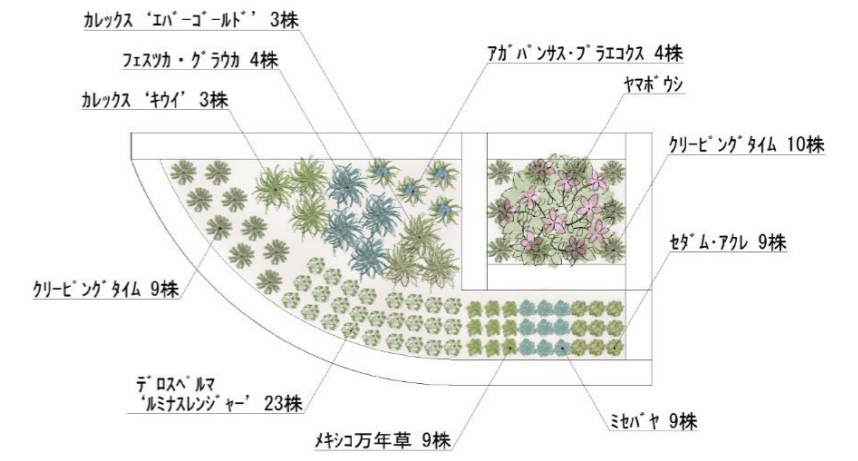 ｶﾚｯｸｽ ‘ｴﾊﾞｰｺﾞｰﾙﾄﾞ’ 3株
ﾌｪｽﾂｶ・ｸﾞﾗｳｶ 4株
ｶﾚｯｸｽ ‘ｷｳｲ’ 3株
ｱｶﾞﾊﾟﾝｻｽ・ﾌﾟﾗｴｺｸｽ 4株
ﾔﾏﾎﾞｳｼ
ｸﾘｰﾋﾟﾝｸﾞﾀｲﾑ 10株
ｾﾀﾞﾑ・ｱｸﾚ 9株
ｸﾘｰﾋﾟﾝｸﾞﾀｲﾑ 9株
ﾃﾞﾛｽﾍﾟﾙﾏ
‘ﾙﾐﾅｽﾚﾝｼﾞｬｰ’ 23株
ﾒｷｼｺ万年草 9株
ﾐｾﾊﾞﾔ 9株